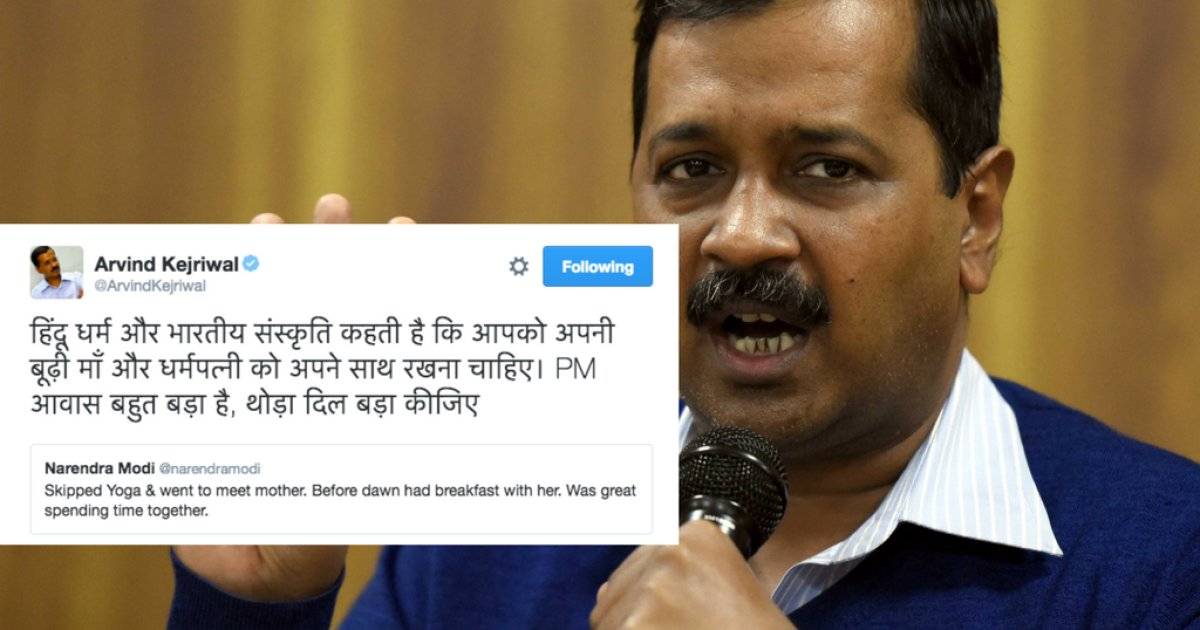 Arvind Kejriwal
@ArvindKejriwal
Following
हिंदू धर्म और भारतीय संस्कृति कहती है कि आपको अपनी
बूढ़ी माँ और धर्मपत्नी को अपने साथ रखना चाहिए। PM
आवास बहुत बड़ा है, थोड़ा दिल बड़ा कीजिए
Narendra Modi @narendramodi
Skipped Yoga & went to meet mother. Before dawn had breakfast with her. Was great
spending time together.